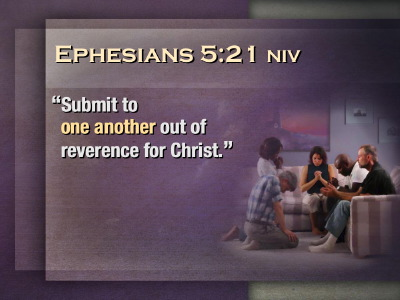 EPHESIANS 5:21 NIV
“Submit to
one another out of
reverence for Christ.”